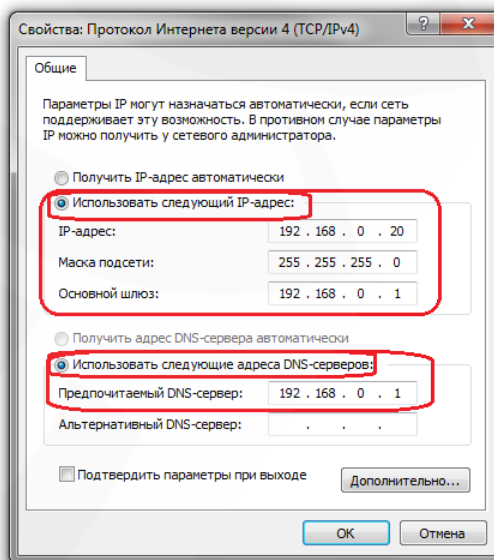 Свойства: Протокол Интернета версии 4 (TCP/IPv4)
Общие
Параметры IP могут назначаться автоматически, если сеть
поддерживает эту возможность. В противном случае параметры
IP можно получить у сетевого администратора.
Получить IP-адрес автоматически
Использовать следующий IP-адрес:
IP-адрес: 192 . 168 . 0 . 20
Маска подсети: 255 . 255 . 255 . 0
Основной шлюз: 192 . 168 . 0 . 1
Получить адрес DNS-сервера автоматически
Использовать следующие адреса DNS-серверов:
Предпочитаемый DNS-сервер: 192 . 168 . 0 . 1
Альтернативный DNS-сервер: . . .
Подтвердить параметры при выходе
Дополнительно...
ОК Отмена